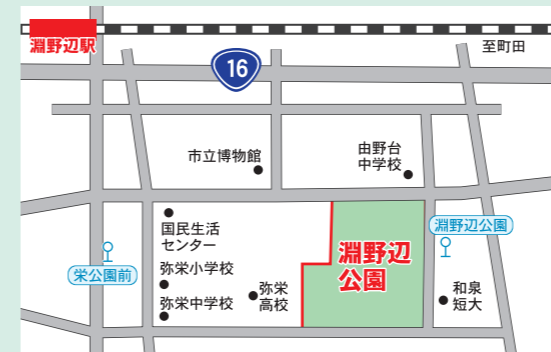 淵野辺駅
至町田
16
市立博物館
由野台
中学校
国民生活
センター
淵野辺公園
栄公園前
弥栄小学校
弥栄中学校
弥栄
高校
淵野辺
公園
和泉
短大